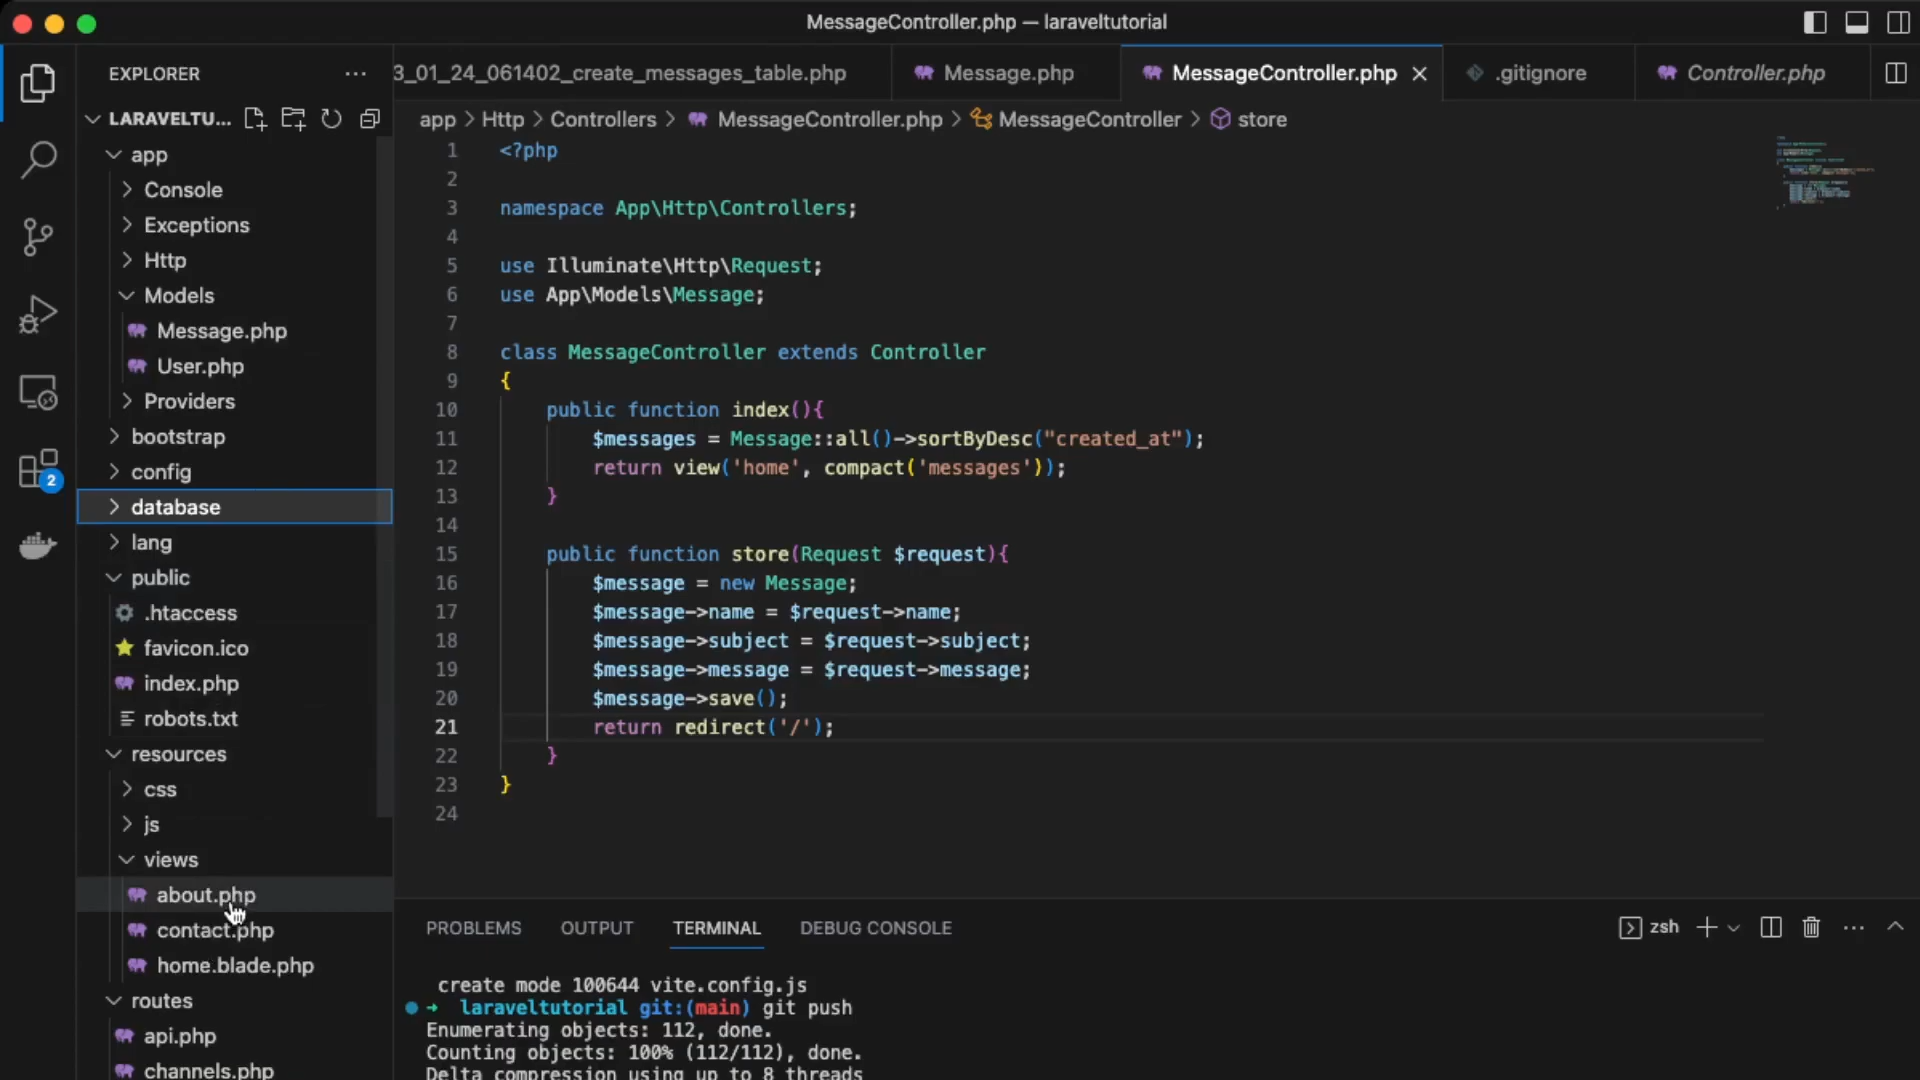 MessageController.php — laraveltutorial
EXPLORER
LARAVELTU...
app
Console
Exceptions
Http
Models
Message.php
User.php
Providers
bootstrap
config
database
lang
public
.htaccess
favicon.ico
index.php
robots.txt
resources
css
js
views
about.php
contact.php
home.blade.php
routes
api.php
channels.php
2
3_01_24_061402_create_messages_table.php
Message.php
MessageController.php
.gitignore
Controller.php
app > Http > Controllers > MessageController.php > MessageController > store
1 <?php
2
3 namespace App\Http\Controllers;
4
5 use Illuminate\Http\Request;
6 use App\Models\Message;
7
8 class MessageController extends Controller
9 {
10 public function index(){
11 $messages = Message::all()->sortByDesc("created_at");
12 return view('home', compact('messages'));
13 }
14
15 public function store(Request $request){
16 $message = new Message;
17 $message->name = $request->name;
18 $message->subject = $request->subject;
19 $message->message = $request->message;
20 $message->save();
21 return redirect('/');
22 }
23 }
24
PROBLEMS OUTPUT TERMINAL DEBUG CONSOLE
zsh
create mode 100644 vite.config.js
→ laraveltutorial git:(main) git push
Enumerating objects: 112, done.
Counting objects: 100% (112/112), done.
Delta compression using up to 8 threads